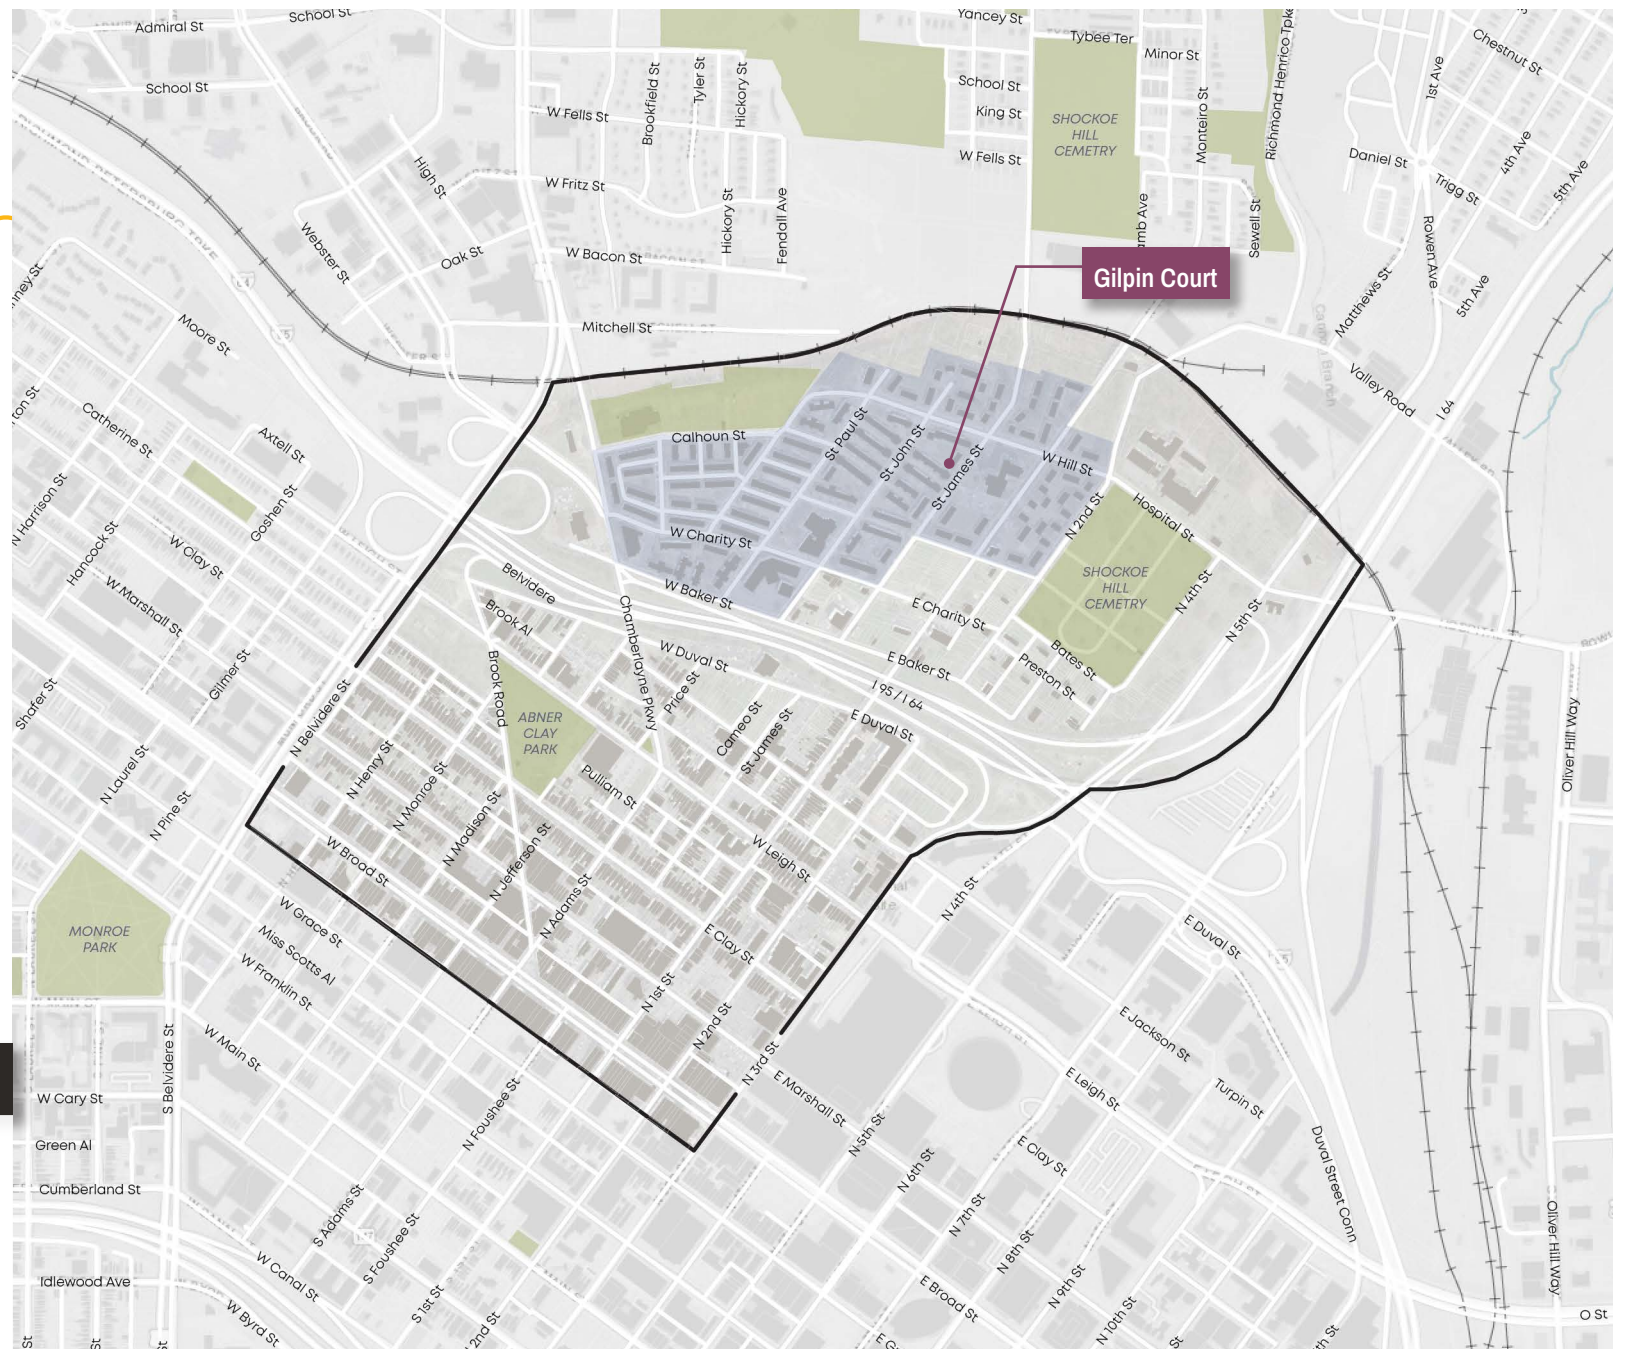 School St
Yancey St
Admiral St
Tybee Ter
Chestnut St
Minor St
School St
School St
Brookfield St
Tyler St
Hickory St
Monteiro St
Richmond Henrico Tpke
1st Ave
W Fells St
King St
SHOCKOE
HILL
CEMETRY
W Fells St
Daniel St
4th Ave
5th Ave
Trigg St
High St
W Fritz St
Hickory St
Fendall Ave
Sewell St
Rowen Ave
Webster St
Oak St
W Bacon St
Gilpin Court
Matthews St
5th Ave
Moore St
Mitchell St
Cannon Branch
Valley Road
I 64
Catherine St
Axtell St
Calhoun St
St Paul St
St John St
St James St
W Hill St
N Harrison St
Goshen St
N 2nd St
Hospital St
Hancock St
W Clay St
W Charity St
W Marshall St
Belvidere
W Baker St
SHOCKOE
HILL
CEMETRY
N 4th St
E Charity St
N 5th St
Brook Al
Chamberlayne Pkwy
W Duval St
Bates St
Preston St
E Baker St
Gilmer St
Brook Road
Price St
I 95 / I 64
Shafer St
N Belvidere St
ABNER
CLAY
PARK
Cameo St
St James St
E Duval St
Oliver Hill Way
N Laurel St
N Henry St
N Monroe St
Pulliam St
N Pine St
N Madison St
N Jefferson St
W Leigh St
W Broad St
N Adams St
N 4th St
MONROE
PARK
W Grace St
Miss Scotts Al
W Franklin St
E Clay St
E Duval St
N 1st St
N 2nd St
W Main St
S Belvidere St
N 3rd St
E Jackson St
W Cary St
E Marshall St
E Leigh St
Turpin St
N Foushee St
N 5th St
Green Al
E Clay St
Duval Street Conn
N 6th St
Cumberland St
S Adams St
S Foushee St
N 7th St
N 8th St
Oliver Hill Way
W Canal St
Idlewood Ave
N 9th St
S 1st St
E Broad St
W Byrd St
N 10th St
O St
2nd St